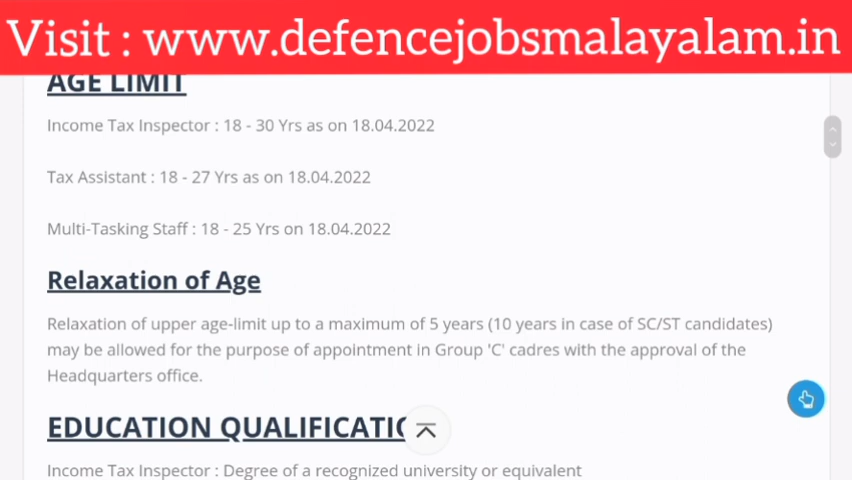 Visit : www.defencejobsmalayalam.in
AGE LIMIT
Income Tax Inspector : 18 - 30 Yrs as on 18.04.2022
Tax Assistant : 18 - 27 Yrs as on 18.04.2022
Multi-Tasking Staff : 18 - 25 Yrs on 18.04.2022
Relaxation of Age
Relaxation of upper age-limit up to a maximum of 5 years (10 years in case of SC/ST candidates)
may be allowed for the purpose of appointment in Group 'C' cadres with the approval of the
Headquarters office.
EDUCATION QUALIFICATIO
Income Tax Inspector : Degree of a recognized university or equivalent